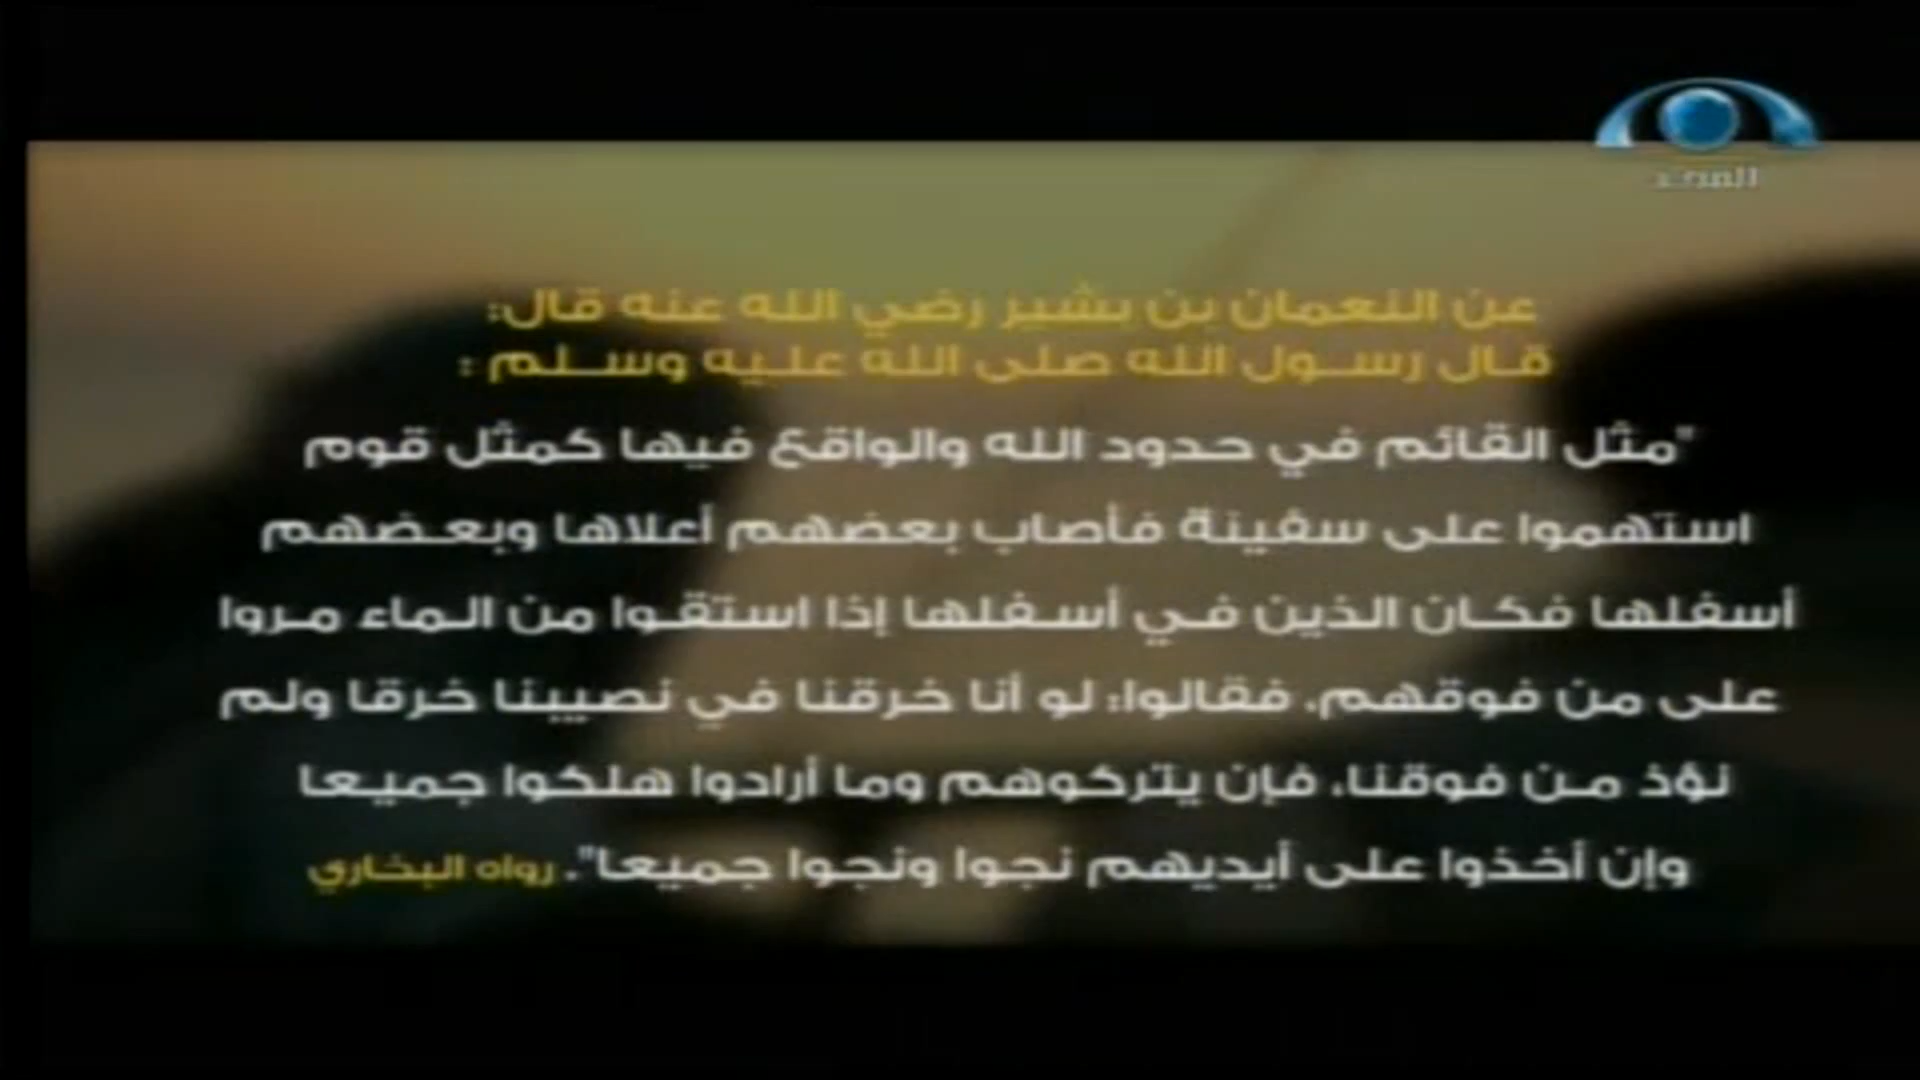 المجد
عن النعمان بن بشير رضي الله عنه قال:
قال رسول الله صلى الله عليه وسلم :
"مثل القائم في حدود الله والواقع فيها كمثل قوم
استهموا على سفينة فأصاب بعضهم أعلاها وبعضهم
أسفلها فكان الذين في أسفلها إذا استقوا من الماء مروا
على من فوقهم، فقالوا: لو أنا خرقنا في نصيبنا خرقا ولم
نؤذ من فوقنا، فإن يتركوهم وما أرادوا هلكوا جميعا
وإن أخذوا على أيديهم نجوا ونجوا جميعا". رواه البخاري